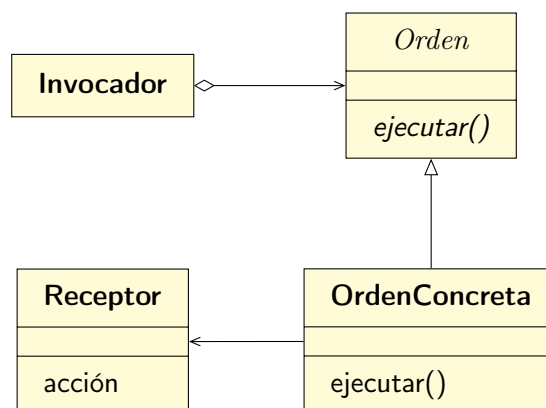 Orden
Invocador
ejecutar()
Receptor
OrdenConcreta
acción
ejecutar()